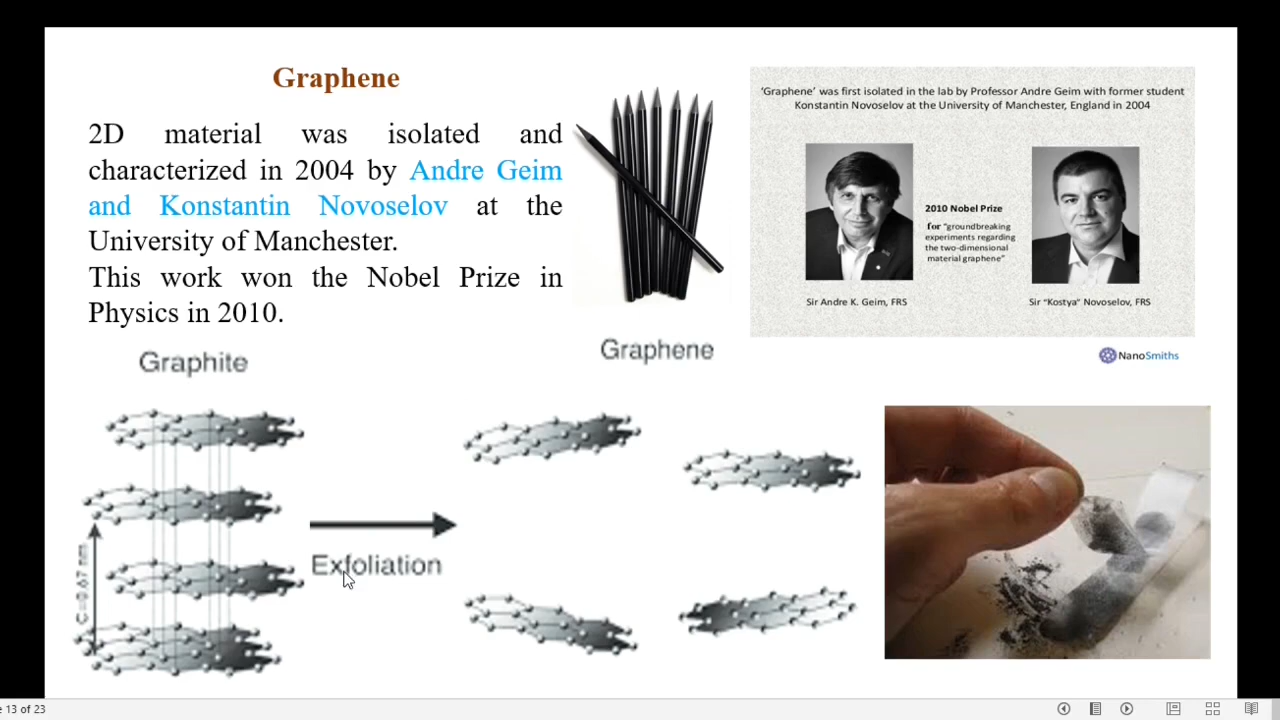 Graphene
2D material was isolated and
characterized in 2004 by Andre Geim
and Konstantin Novoselov at the
University of Manchester.
This work won the Nobel Prize in
Physics in 2010.
'Graphene' was first isolated in the lab by Professor Andre Geim with former student
Konstantin Novoselov at the University of Manchester, England in 2004
2010 Nobel Prize
for "groundbreaking
experiments regarding
the two-dimensional
material graphene"
Sir Andre K. Geim, FRS
Sir "Kostya" Novoselov, FRS
NanoSmiths
Graphite
Graphene
C=0.67 nm
Exfoliation
13 of 23